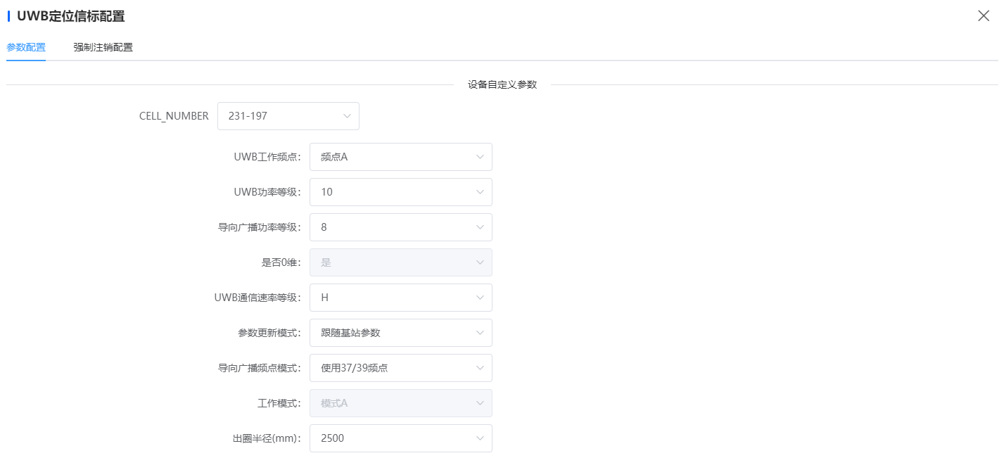 UWB定位信标配置
参数配置 强制注销配置
设备自定义参数
CELL_NUMBER 231-197
UWB工作频点: 频点A
UWB功率等级: 10
导向广播功率等级: 8
是否0维: 是
UWB通信速率等级: H
参数更新模式: 跟随基站参数
导向广播频点模式: 使用37/39频点
工作模式: 模式A
出圈半径(mm): 2500